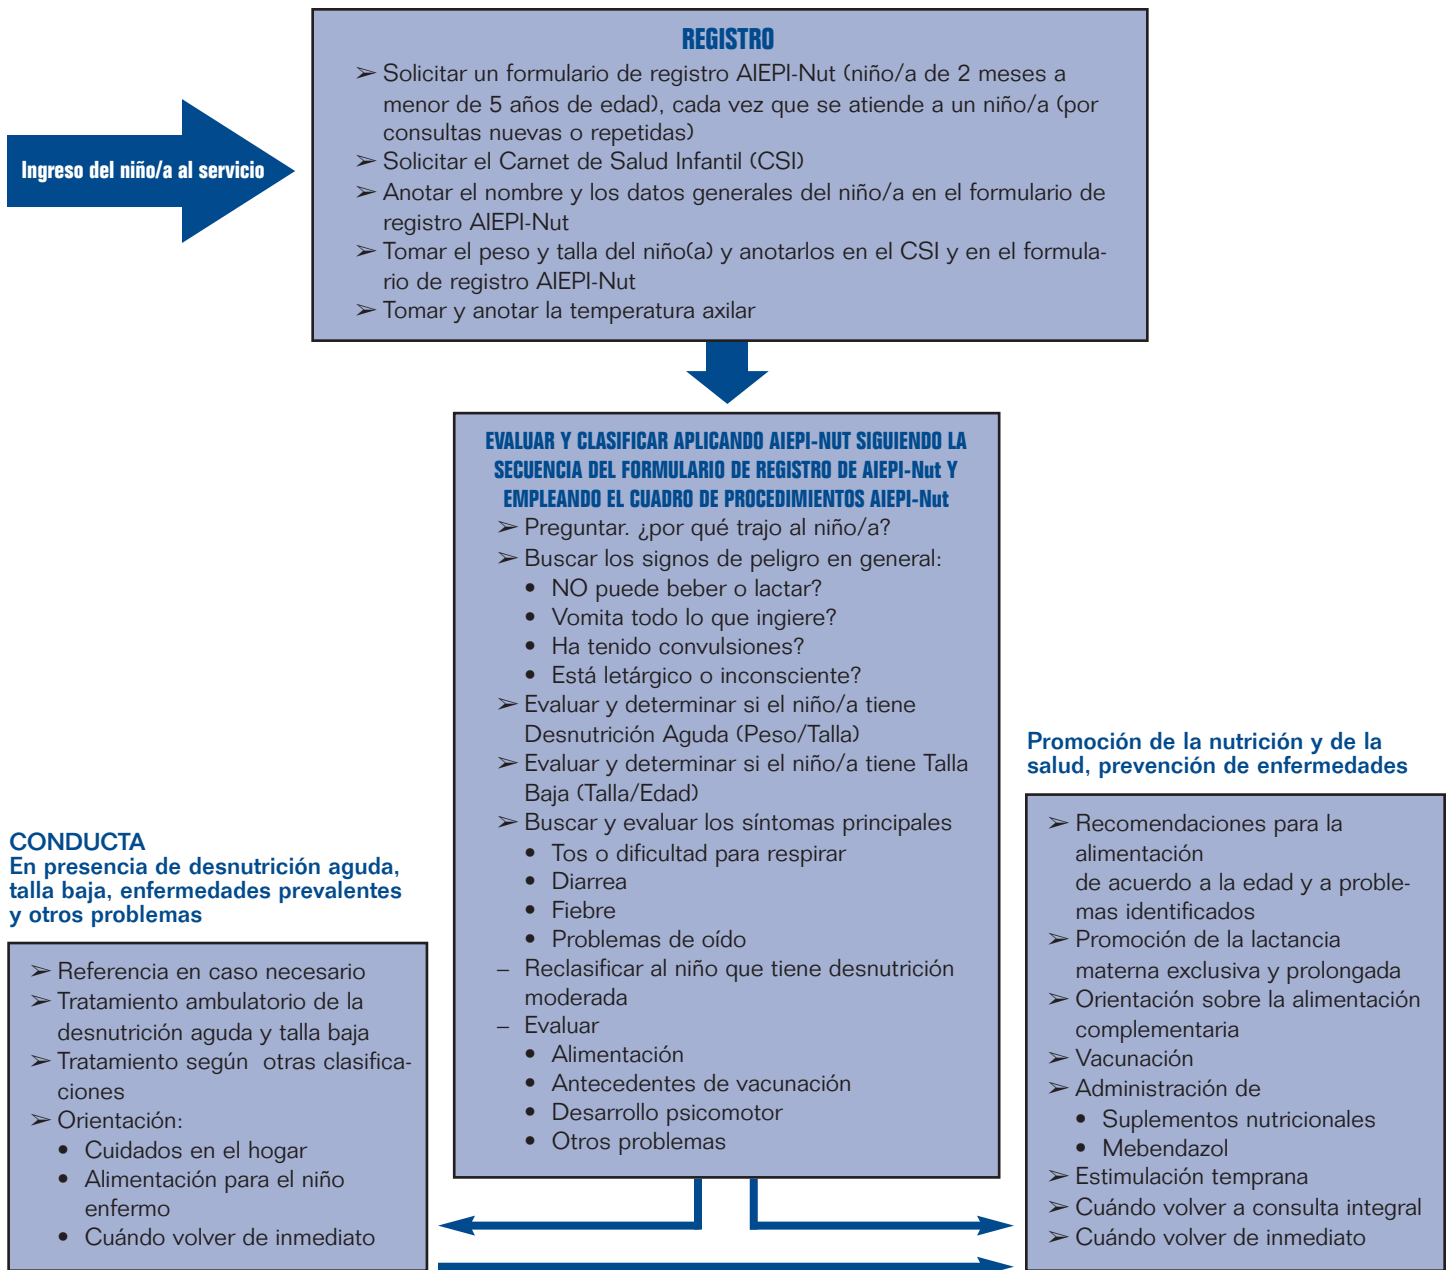 REGISTRO
➢ Solicitar un formulario de registro AIEPI-Nut (niño/a de 2 meses a
menor de 5 años de edad), cada vez que se atiende a un niño/a (por
consultas nuevas o repetidas)
➢ Solicitar el Carnet de Salud Infantil (CSI)
➢ Anotar el nombre y los datos generales del niño/a en el formulario de
registro AIEPI-Nut
➢ Tomar el peso y talla del niño(a) y anotarlos en el CSI y en el formula-
rio de registro AIEPI-Nut
➢ Tomar y anotar la temperatura axilar
Ingreso del niño/a al servicio
EVALUAR Y CLASIFICAR APLICANDO AIEPI-NUT SIGUIENDO LA
SECUENCIA DEL FORMULARIO DE REGISTRO DE AIEPI-Nut Y
EMPLEANDO EL CUADRO DE PROCEDIMIENTOS AIEPI-Nut
➢ Preguntar. ¿por qué trajo al niño/a?
➢ Buscar los signos de peligro en general:
• NO puede beber o lactar?
• Vomita todo lo que ingiere?
• Ha tenido convulsiones?
• Está letárgico o inconsciente?
➢ Evaluar y determinar si el niño/a tiene
Desnutrición Aguda (Peso/Talla)
➢ Evaluar y determinar si el niño/a tiene Talla
Baja (Talla/Edad)
➢ Buscar y evaluar los síntomas principales
• Tos o dificultad para respirar
• Diarrea
• Fiebre
• Problemas de oído
– Reclasificar al niño que tiene desnutrición
moderada
– Evaluar
• Alimentación
• Antecedentes de vacunación
• Desarrollo psicomotor
• Otros problemas
CONDUCTA
En presencia de desnutrición aguda,
talla baja, enfermedades prevalentes
y otros problemas
➢ Referencia en caso necesario
➢ Tratamiento ambulatorio de la
desnutrición aguda y talla baja
➢ Tratamiento según otras clasifica-
ciones
➢ Orientación:
• Cuidados en el hogar
• Alimentación para el niño
enfermo
• Cuándo volver de inmediato
Promoción de la nutrición y de la
salud, prevención de enfermedades
➢ Recomendaciones para la
alimentación
de acuerdo a la edad y a proble-
mas identificados
➢ Promoción de la lactancia
materna exclusiva y prolongada
➢ Orientación sobre la alimentación
complementaria
➢ Vacunación
➢ Administración de
• Suplementos nutricionales
• Mebendazol
➢ Estimulación temprana
➢ Cuándo volver a consulta integral
➢ Cuándo volver de inmediato